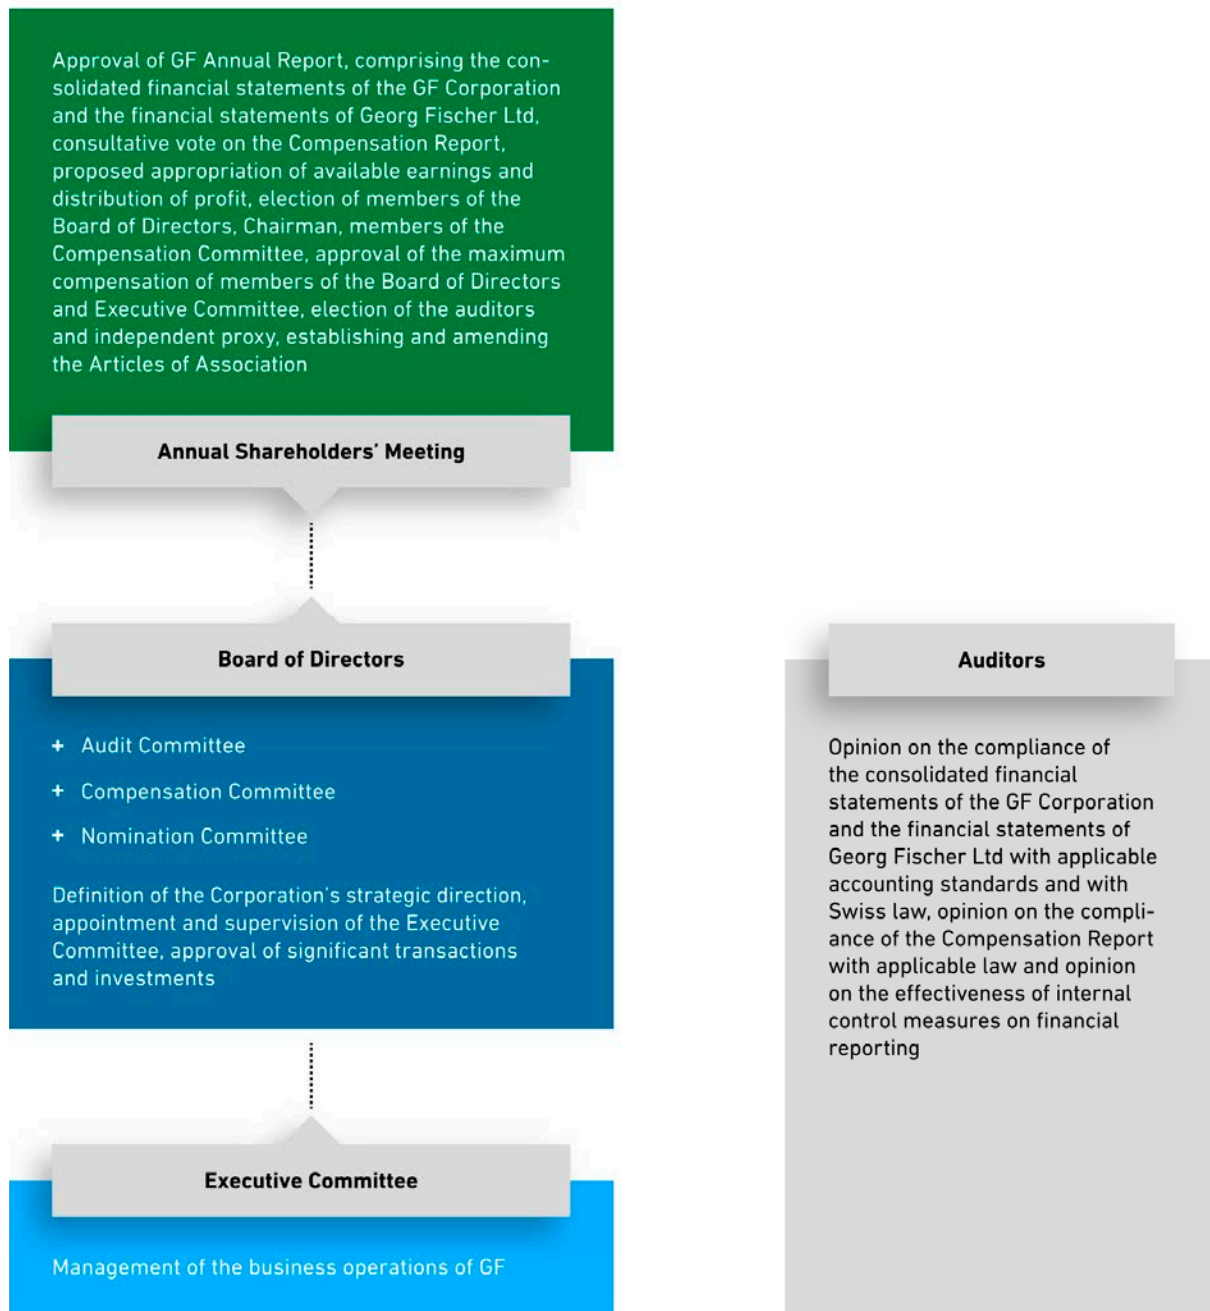 Approval of GF Annual Report, comprising the con-
solidated financial statements of the GF Corporation
and the financial statements of Georg Fischer Ltd,
consultative vote on the Compensation Report,
proposed appropriation of available earnings and
distribution of profit, election of members of the
Board of Directors, Chairman, members of the
Compensation Committee, approval of the maximum
compensation of members of the Board of Directors
and Executive Committee, election of the auditors
and independent proxy, establishing and amending
the Articles of Association
Annual Shareholders’ Meeting
Board of Directors
+ Audit Committee
+ Compensation Committee
+ Nomination Committee
Definition of the Corporation’s strategic direction,
appointment and supervision of the Executive
Committee, approval of significant transactions
and investments
Executive Committee
Management of the business operations of GF
Auditors
Opinion on the compliance of
the consolidated financial
statements of the GF Corporation
and the financial statements of
Georg Fischer Ltd with applicable
accounting standards and with
Swiss law, opinion on the compli-
ance of the Compensation Report
with applicable law and opinion
on the effectiveness of internal
control measures on financial
reporting